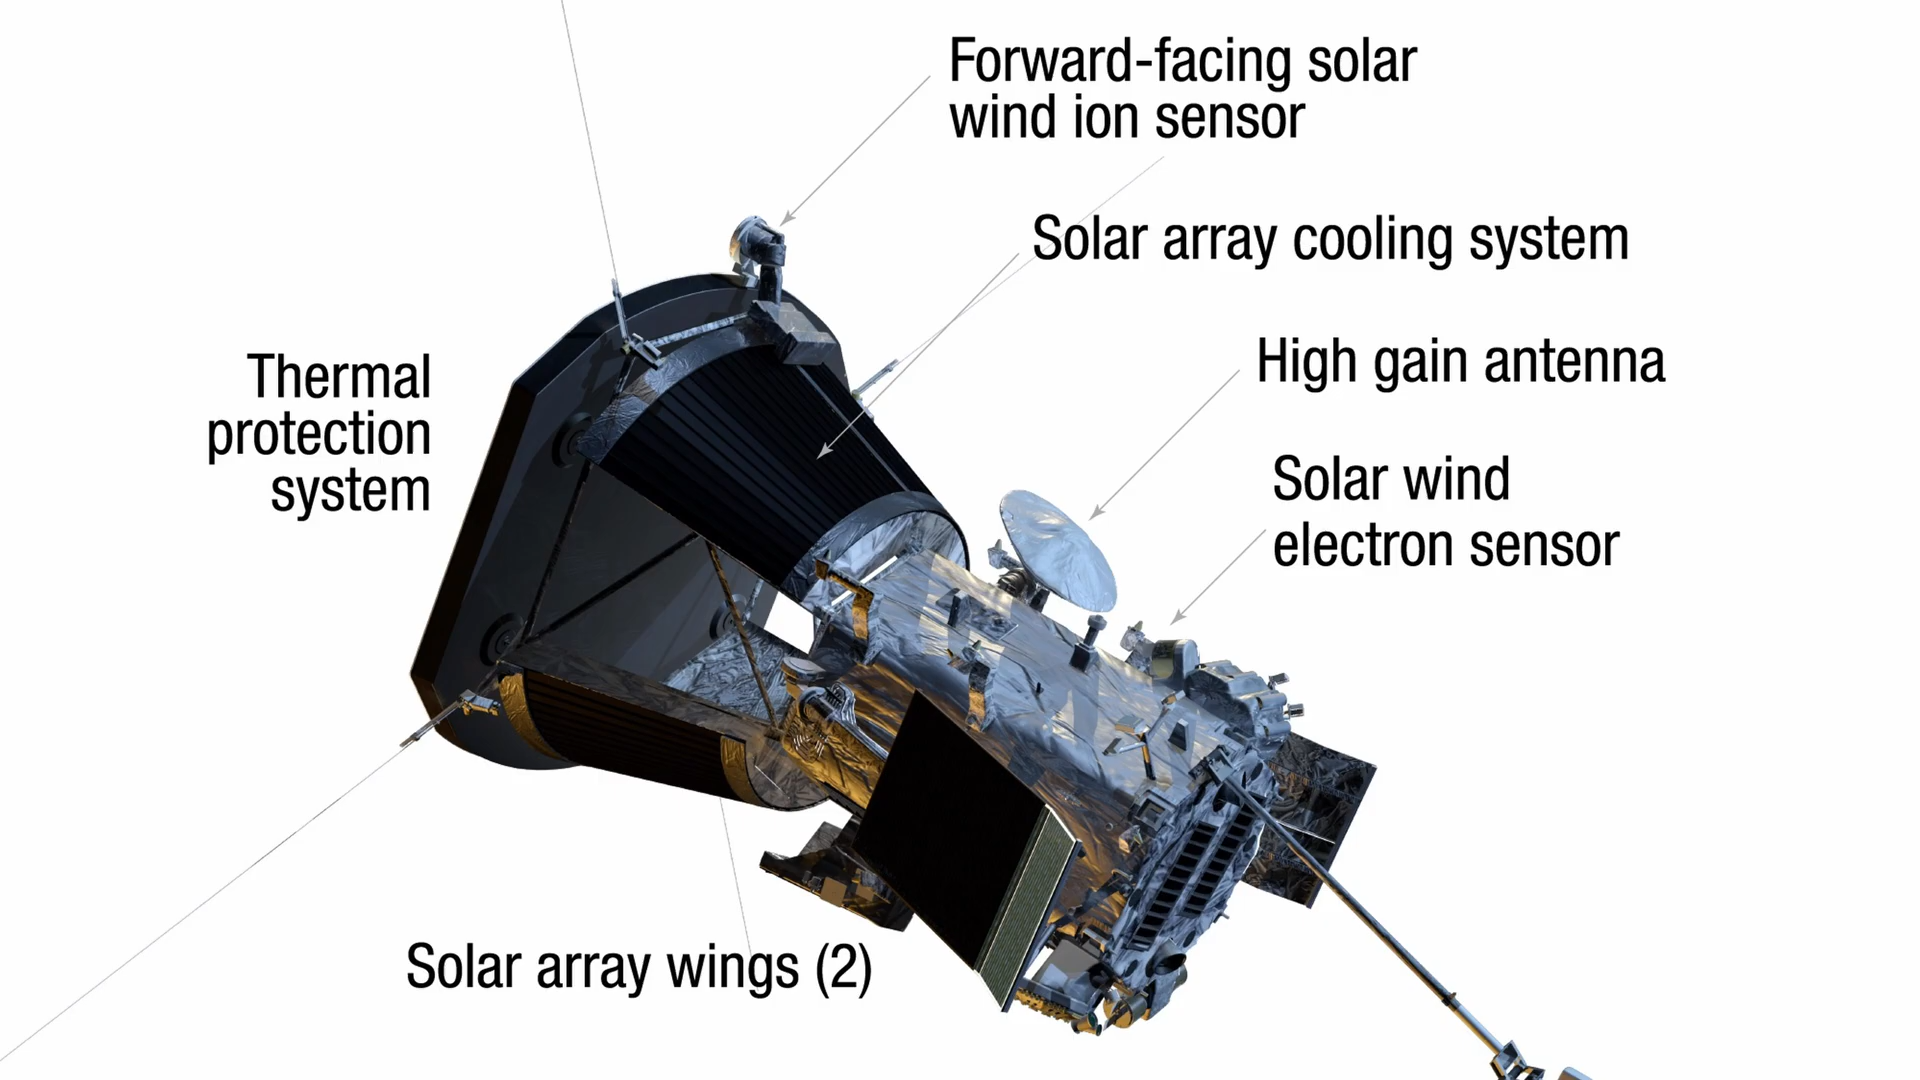 Forward-facing solar
wind ion sensor
Solar array cooling system
High gain antenna
Thermal
protection
system
Solar wind
electron sensor
Solar array wings (2)